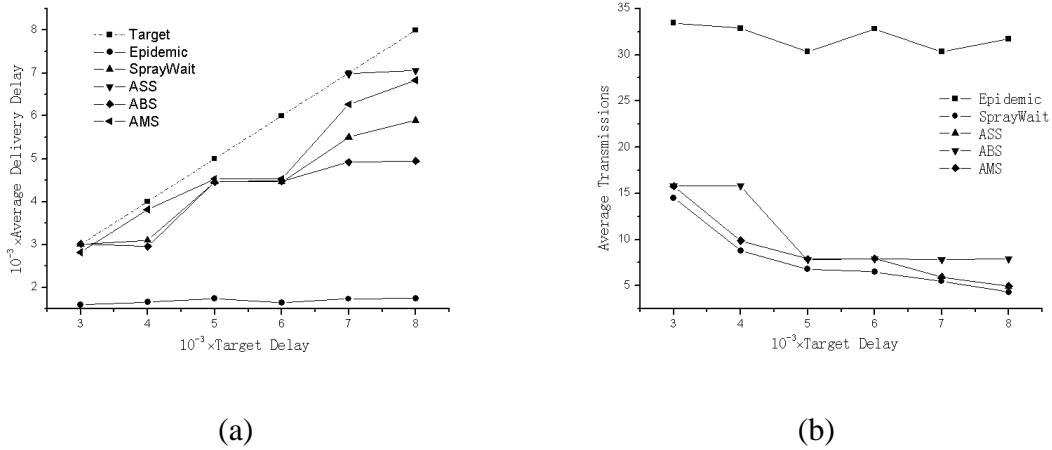 8
7
6
5
4
3
2
10⁻³×Average Delivery Delay
Target
Epidemic
SprayWait
ASS
ABS
AMS
3 4 5 6 7 8
10⁻³×Target Delay
(a)
35
30
25
20
15
10
5
Average Transmissions
Epidemic
SprayWait
ASS
ABS
AMS
3 4 5 6 7 8
10⁻³×Target Delay
(b)